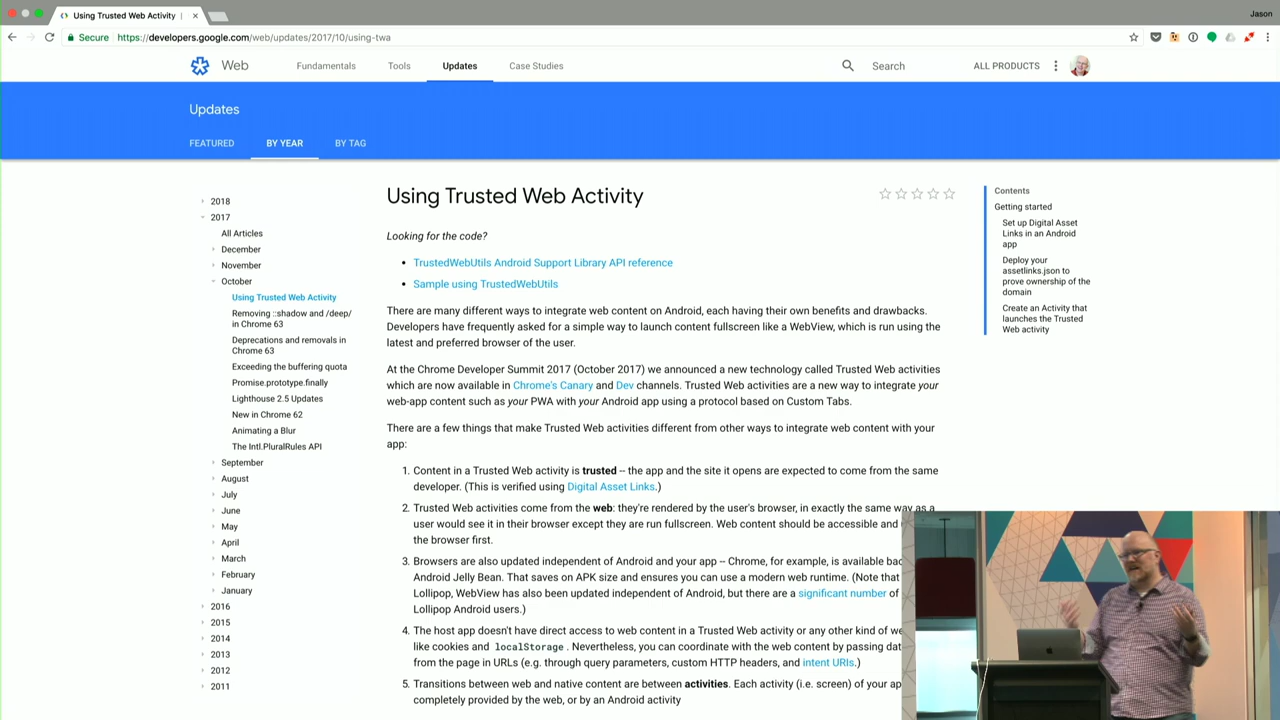 Jason
Using Trusted Web Activity |
Secure https://developers.google.com/web/updates/2017/10/using-twa
Web Fundamentals Tools Updates Case Studies Search ALL PRODUCTS
Updates
FEATURED BY YEAR BY TAG
2018
2017
All Articles
December
November
October
Using Trusted Web Activity
Removing ::shadow and /deep/
in Chrome 63
Deprecations and removals in
Chrome 63
Exceeding the buffering quota
Promise.prototype.finally
Lighthouse 2.5 Updates
New in Chrome 62
Animating a Blur
The Intl.PluralRules API
September
August
July
June
May
April
March
February
January
2016
2015
2014
2013
2012
2011
Using Trusted Web Activity
Looking for the code?
TrustedWebUtils Android Support Library API reference
Sample using TrustedWebUtils
There are many different ways to integrate web content on Android, each having their own benefits and drawbacks.
Developers have frequently asked for a simple way to launch content fullscreen like a WebView, which is run using the
latest and preferred browser of the user.
At the Chrome Developer Summit 2017 (October 2017) we announced a new technology called Trusted Web activities
which are now available in Chrome's Canary and Dev channels. Trusted Web activities are a new way to integrate your
web-app content such as your PWA with your Android app using a protocol based on Custom Tabs.
There are a few things that make Trusted Web activities different from other ways to integrate web content with your
app:
1. Content in a Trusted Web activity is trusted -- the app and the site it opens are expected to come from the same
developer. (This is verified using Digital Asset Links.)
2. Trusted Web activities come from the web: they're rendered by the user's browser, in exactly the same way as a
user would see it in their browser except they are run fullscreen. Web content should be accessible and
the browser first.
3. Browsers are also updated independent of Android and your app -- Chrome, for example, is available
Android Jelly Bean. That saves on APK size and ensures you can use a modern web runtime. (Note that
Lollipop, WebView has also been updated independent of Android, but there are a significant number of
Lollipop Android users.)
4. The host app doesn't have direct access to web content in a Trusted Web activity or any other kind of
like cookies and localStorage. Nevertheless, you can coordinate with the web content by passing
from the page in URLs (e.g. through query parameters, custom HTTP headers, and intent URIs.)
5. Transitions between web and native content are between activities. Each activity (i.e. screen) of your
completely provided by the web, or by an Android activity
Contents
Getting started
Set up Digital Asset
Links in an Android
app
Deploy your
assetlinks.json to
prove ownership of the
domain
Create an Activity that
launches the Trusted
Web activity